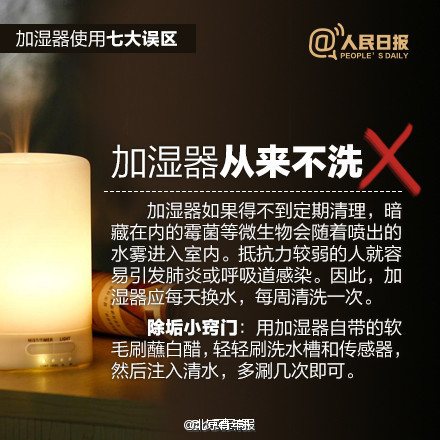 加湿器使用七大误区
@人民日报
PEOPLE'S DAILY
加湿器从来不洗
加湿器如果得不到定期清理，暗
藏在内的霉菌等微生物会随着喷出的
水雾进入室内。抵抗力较弱的人就容
易引发肺炎或呼吸道感染。因此，加
湿器应每天换水，每周清洗一次。
除垢小窍门：用加湿器自带的软
毛刷蘸白醋，轻轻刷洗水槽和传感器，
然后注入清水，多涮几次即可。
LIGHT